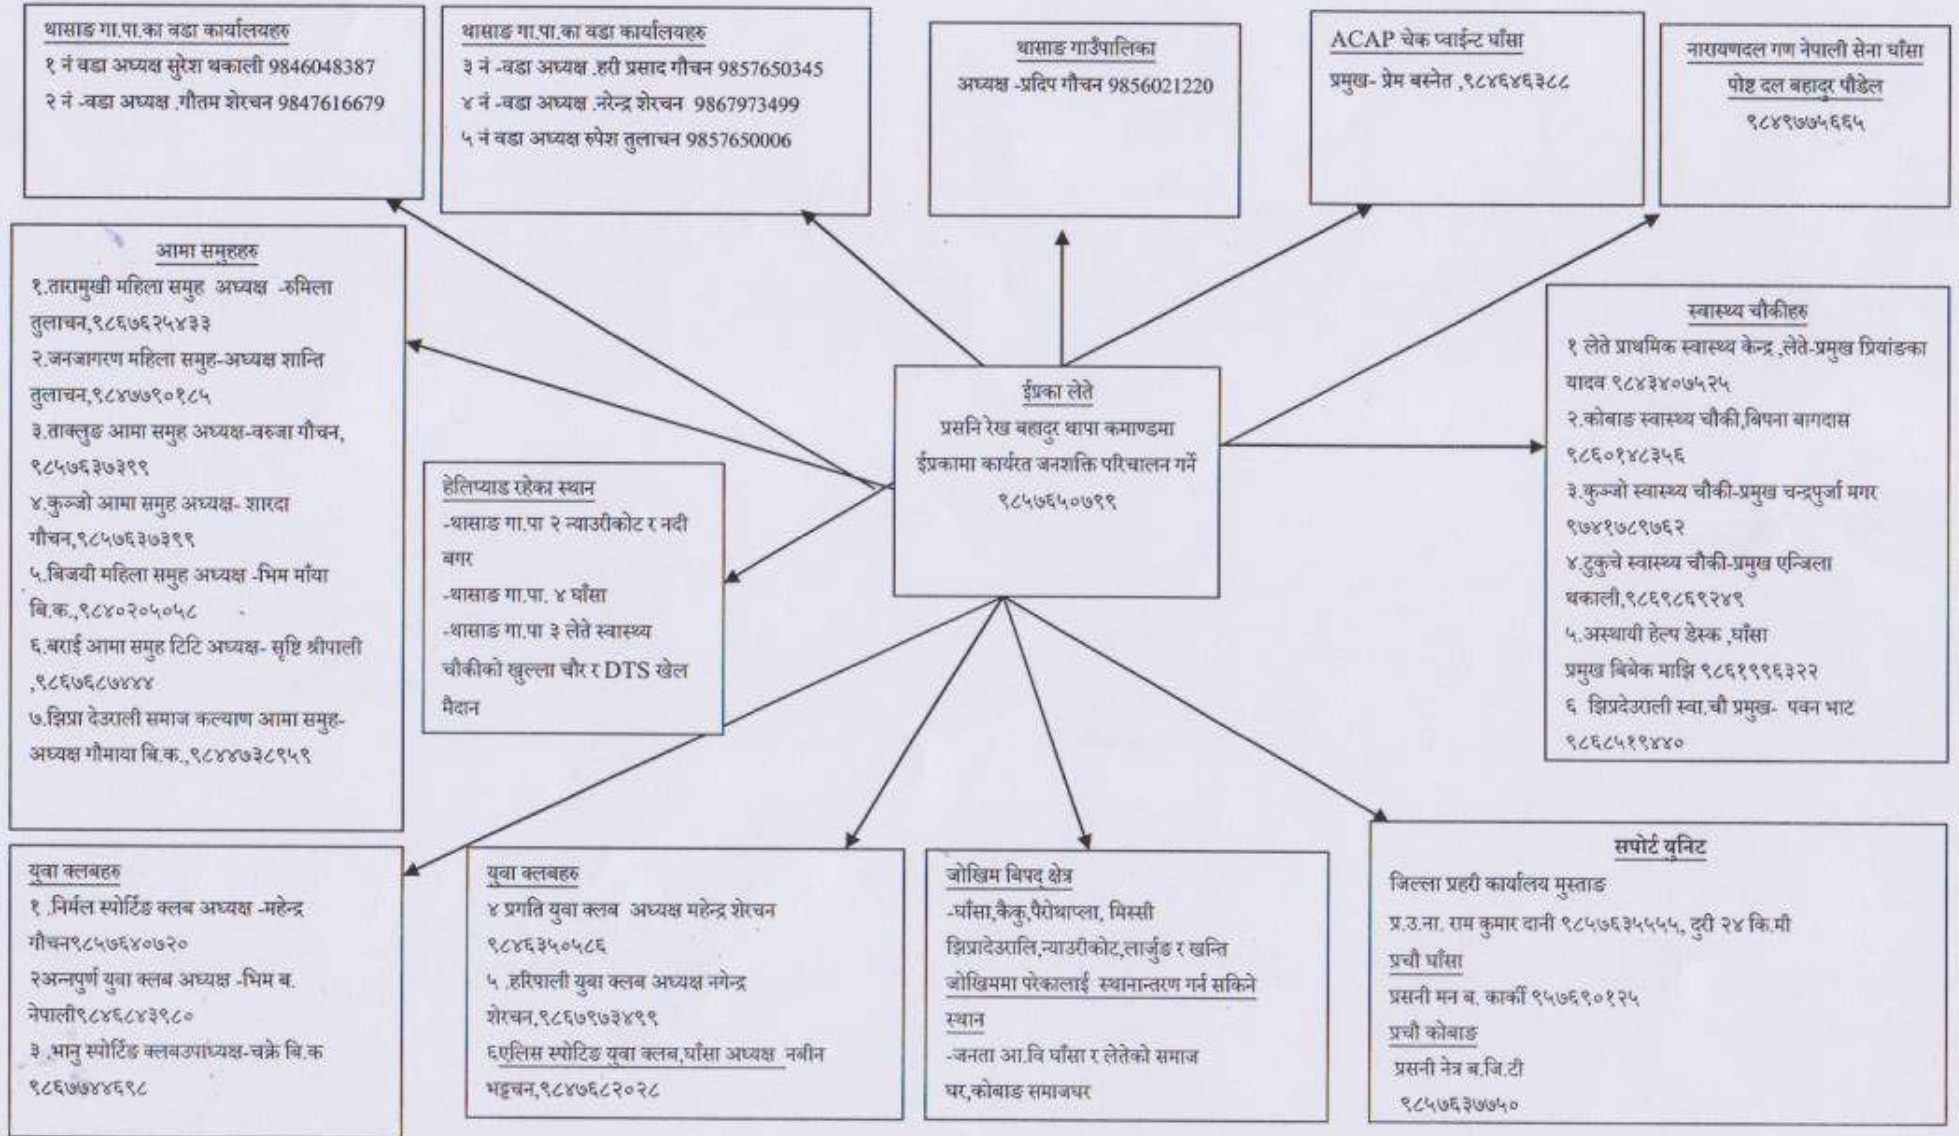 थासाङ गा.पा.का वडा कार्यालयहरु
१ नं वडा अध्यक्ष सुरेश थकाली 9846048387
२ नं -वडा अध्यक्ष .गौतम शेरचन 9847616679
थासाङ गा.पा.का वडा कार्यालयहरु
३ नं -वडा अध्यक्ष .हरी प्रसाद गौचन 9857650345
४ नं -वडा अध्यक्ष .नरेन्द्र शेरचन 9867973499
५ नं वडा अध्यक्ष रुपेश तुलाचन 9857650006
थासाङ गाउँपालिका
अध्यक्ष -प्रदिप गौचन 9856021220
ACAP चेक प्वाईन्ट घाँसा
प्रमुख- प्रेम बस्नेत ,९८४६४६३८८
नारायणदल गण नेपाली सेना घाँसा
पोष्ट दल बहादुर पौडेल
९८४९७७५६६५
आमा समुहहरु
१.तारामुखी महिला समुह अध्यक्ष -रुमिला
तुलाचन,९८६७६२५४३३
२.जनजागरण महिला समुह-अध्यक्ष शान्ति
तुलाचन,९८४७७९०१८५
३.ताक्लुङ आमा समुह अध्यक्ष-वरुजा गौचन,
९८५७६३७३९९
४.कुञ्जो आमा समुह अध्यक्ष- शारदा
गौचन,९८५७६३७३९९
५.बिजयी महिला समुह अध्यक्ष -भिम माँया
बि.क.,९८४०२०५०५८
६.बराई आमा समुह टिटि अध्यक्ष- सृष्टि श्रीपाली
,९८६७६८७४४४
७.झिप्रा देउराली समाज कल्याण आमा समुह-
अध्यक्ष गौमाया बि.क.,९८४४७३८९५९
हेलिप्याड रहेका स्थान
-थासाङ गा.पा २ न्याउरीकोट र नदी
बगर
-थासाङ गा.पा. ४ घाँसा
-थासाङ गा.पा ३ लेते स्वास्थ्य
चौकीको खुल्ला चौर र DTS खेल
मैदान
ईप्रका लेते
प्रसनि रेख बहादुर थापा कमाण्डमा
ईप्रकामा कार्यरत जनशक्ति परिचालन गर्ने
९८५७६५०७९९
स्वास्थ्य चौकीहरु
१ लेते प्राथमिक स्वास्थ्य केन्द्र ,लेते-प्रमुख प्रियांङका
यादव ९८४३४०७५२५
२.कोबाङ स्वास्थ्य चौकी,बिपना बागदास
९८६०१४८३५६
३.कुञ्जो स्वास्थ्य चौकी-प्रमुख चन्द्रपुर्जा मगर
९७४१७८९७६२
४.टुकुचे स्वास्थ्य चौकी-प्रमुख एन्जिला
थकाली,९८६९८६९२४९
५.अस्थायी हेल्प डेस्क ,घाँसा
प्रमुख बिबेक माझि ९८६१९९६३२२
६ झिप्रदेउराली स्वा.चौ प्रमुख- पवन भाट
९८६८५१९४४०
युवा क्लबहरु
१ .निर्मल स्पोर्टिङ क्लब अध्यक्ष -महेन्द्र
गौचन९८५७६४०७२०
२अन्नपुर्ण युवा क्लब अध्यक्ष -भिम ब.
नेपाली९८४६८४३९८०
३ .भानु स्पोर्टिङ क्लबउपाध्यक्ष-चक्रे बि.क
९८६७७४४६९८
युवा क्लबहरु
४ प्रगति युवा क्लब अध्यक्ष महेन्द्र शेरचन
९८४६३५०५८६
५ .हरिपाली युवा क्लब अध्यक्ष नगेन्द्र
शेरचन,९८६७९७३४९९
६एलिस स्पोटिङ युवा क्लब,घाँसा अध्यक्ष नबीन
भट्टचन,९८४७६८२०२८
जोखिम बिपद् क्षेत्र
-घाँसा,कैकु,पैरोथाप्ला, मिस्सी
झिप्रादेउरालि,न्याउरीकोट,लार्जुङ र खन्ति
जोखिममा परेकालाई स्थानान्तरण गर्न सकिने
स्थान
-जनता आ.वि घाँसा र लेतेको समाज
घर,कोबाङ समाजघर
सपोर्ट युनिट
जिल्ला प्रहरी कार्यालय मुस्ताङ
प्र.उ.ना. राम कुमार दानी ९८५७६३५५५५, दुरी २४ कि.मी
प्रचौ घाँसा
प्रसनी मन ब. कार्की ९५७६९०१२५
प्रचौ कोबाङ
प्रसनी नेत्र ब.जि.टी
९८५७६३७७५०